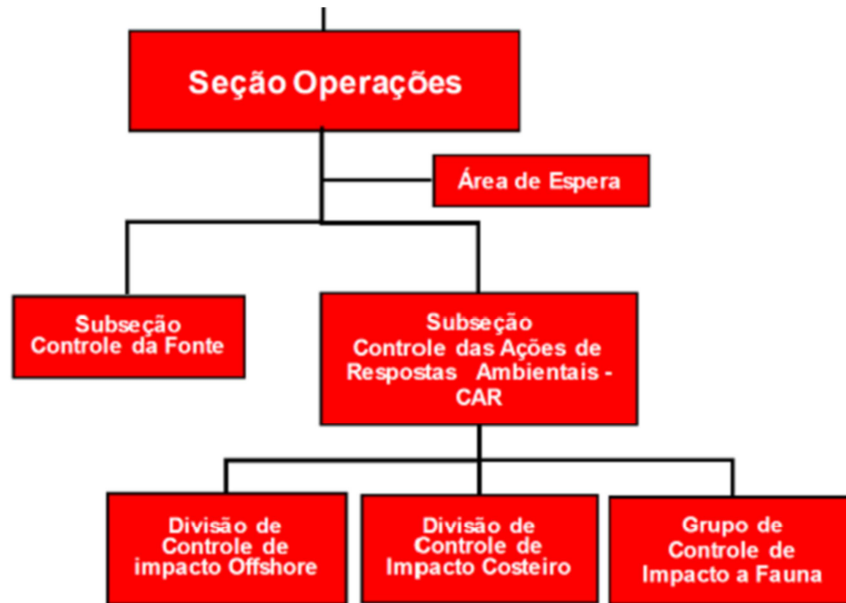 Seção Operações
Área de Espera
Subseção
Controle da Fonte
Subseção
Controle das Ações de
Respostas Ambientais -
CAR
Divisão de
Controle de
impacto Offshore
Divisão de
Controle de
Impacto Costeiro
Grupo de
Controle de
Impacto a Fauna